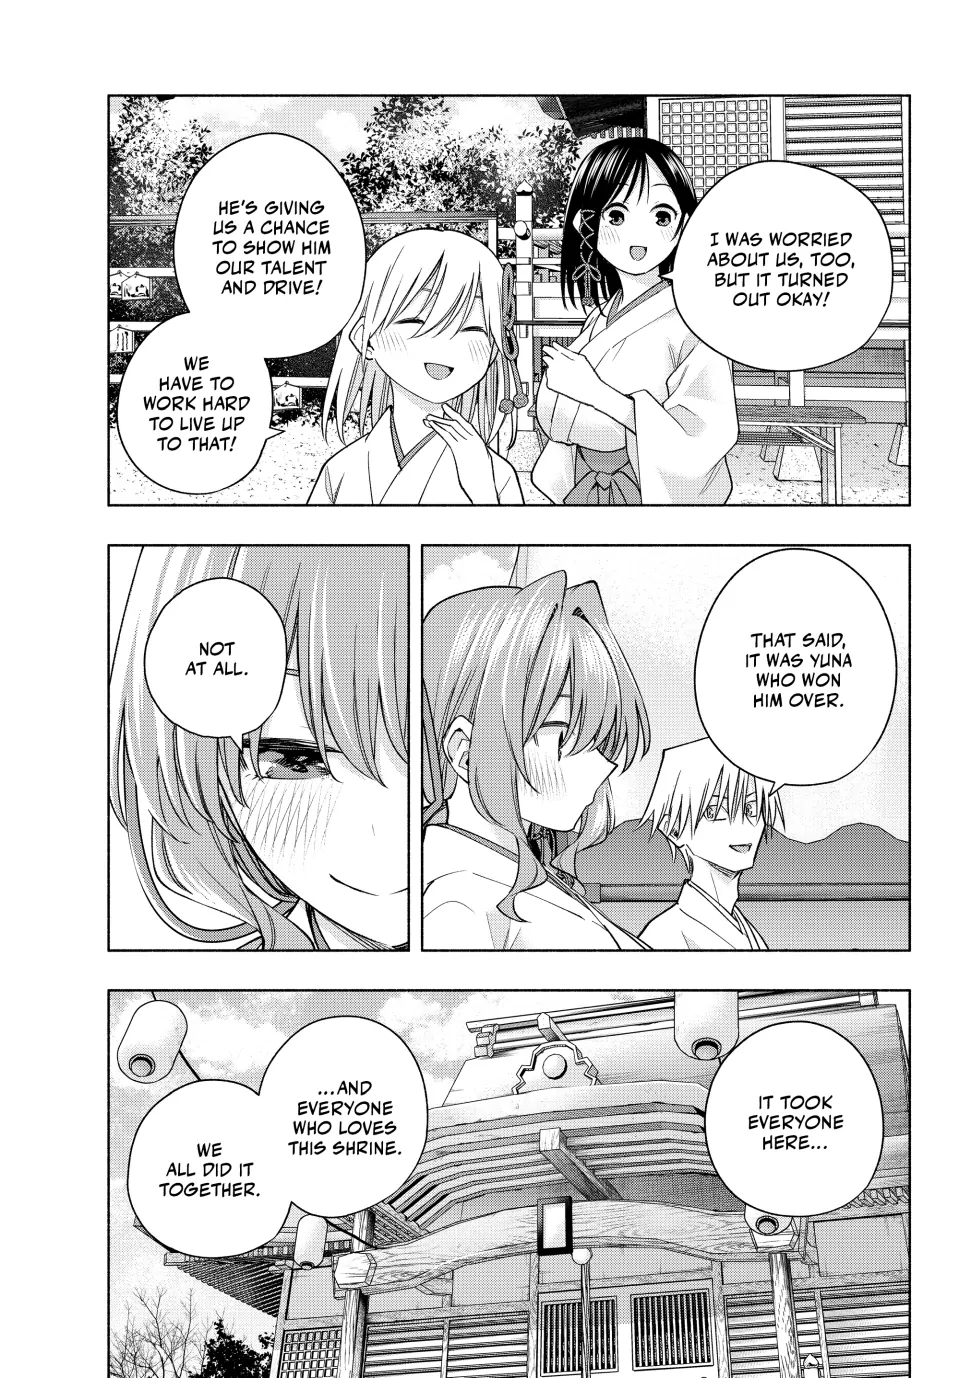 I WAS WORRIED
ABOUT US, TOO,
BUT IT TURNED
OUT OKAY!
HE'S GIVING
US A CHANCE
TO SHOW HIM
OUR TALENT
AND DRIVE!
WE
HAVE TO
WORK HARD
TO LIVE UP
TO THAT!
THAT SAID,
IT WAS YUNA
WHO WON
HIM OVER.
NOT
AT ALL.
IT TOOK
EVERYONE
HERE...
...AND
EVERYONE
WHO LOVES
THIS SHRINE.
WE
ALL DID IT
TOGETHER.